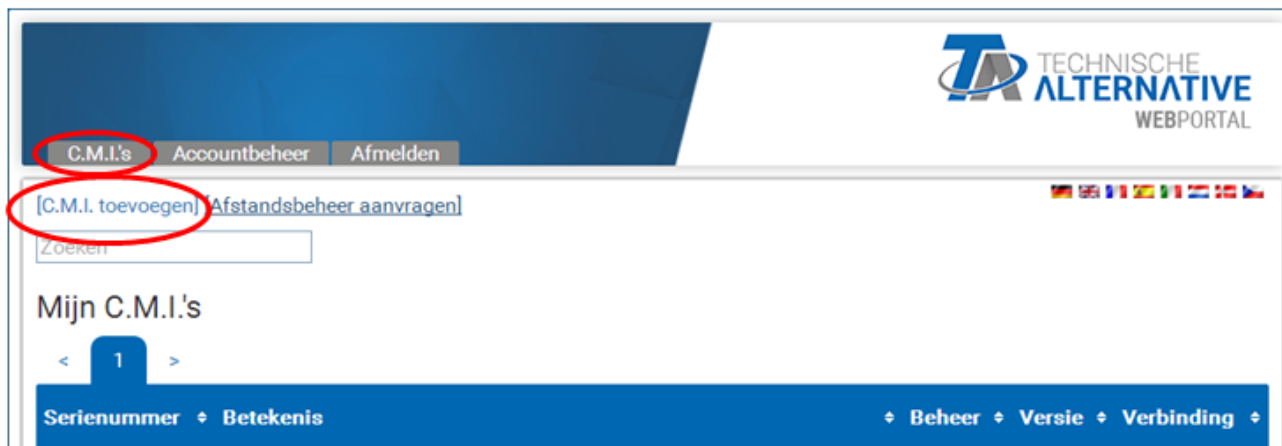 TECHNISCHE
ALTERNATIVE
WEBPORTAL
C.M.I.'s Accountbeheer Afmelden
[C.M.I. toevoegen] [Afstandsbeheer aanvragen]
Zoeken
Mijn C.M.I.'s
< 1 >
Serienummer Betekenis Beheer Versie Verbinding